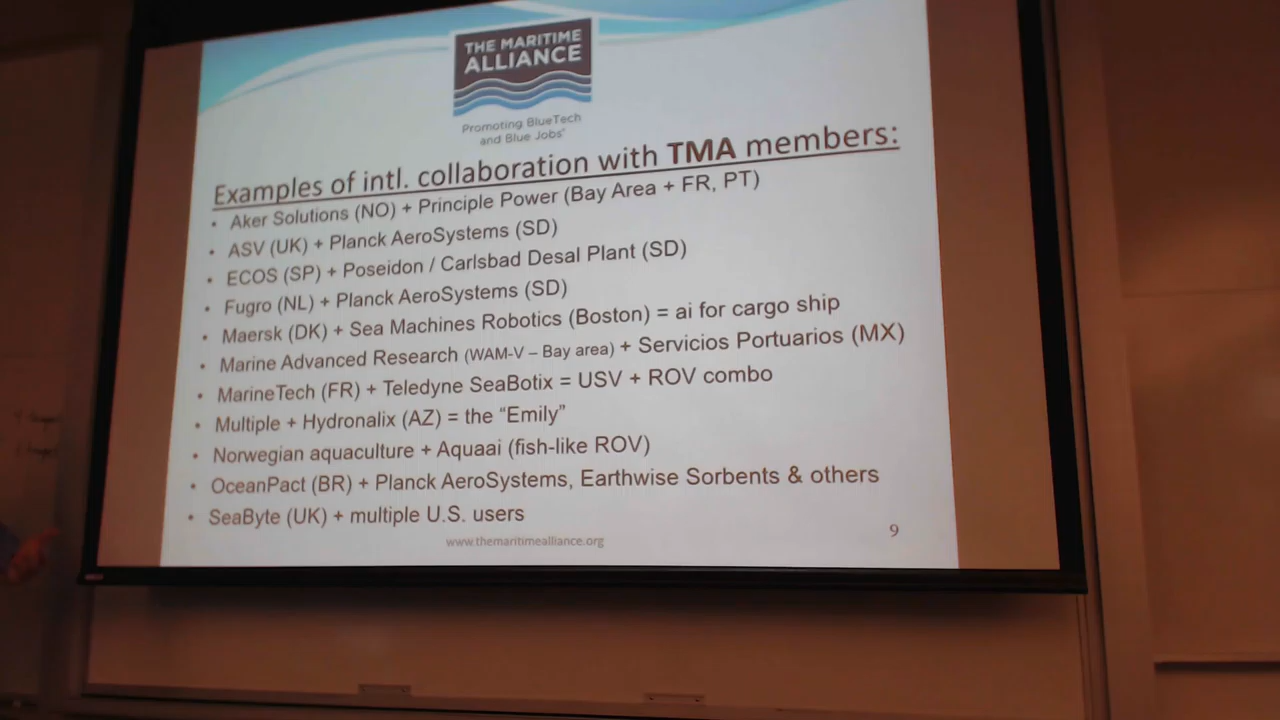 THE MARITIME
ALLIANCE
Promoting BlueTech
and Blue Jobs®
Examples of intl. collaboration with TMA members:
• Aker Solutions (NO) + Principle Power (Bay Area + FR, PT)
• ASV (UK) + Planck AeroSystems (SD)
• ECOS (SP) + Poseidon / Carlsbad Desal Plant (SD)
• Fugro (NL) + Planck AeroSystems (SD)
• Maersk (DK) + Sea Machines Robotics (Boston) = ai for cargo ship
• Marine Advanced Research (WAM-V – Bay area) + Servicios Portuarios (MX)
• MarineTech (FR) + Teledyne SeaBotix = USV + ROV combo
• Multiple + Hydronalix (AZ) = the “Emily”
• Norwegian aquaculture + Aquaai (fish-like ROV)
• OceanPact (BR) + Planck AeroSystems, Earthwise Sorbents & others
• SeaByte (UK) + multiple U.S. users
www.themaritimealliance.org
9